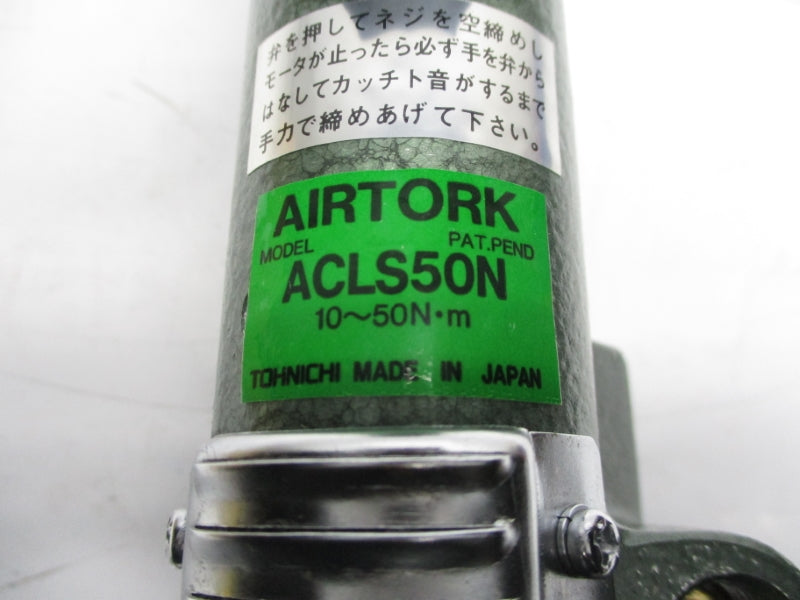 弁を押してネジを空締めし
モータが止ったら必ず手を弁から
はなしてカッチト音がするまで
手力で締めあげて下さい。
AIRTORK
MODEL PAT.PEND
ACLS50N
10～50N・m
TOHNICHI MADE IN JAPAN